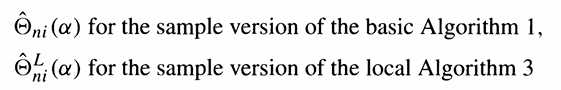 Θ̂ₙᵢ(α) for the sample version of the basic Algorithm 1,
Θ̂ᴸₙᵢ(α) for the sample version of the local Algorithm 3